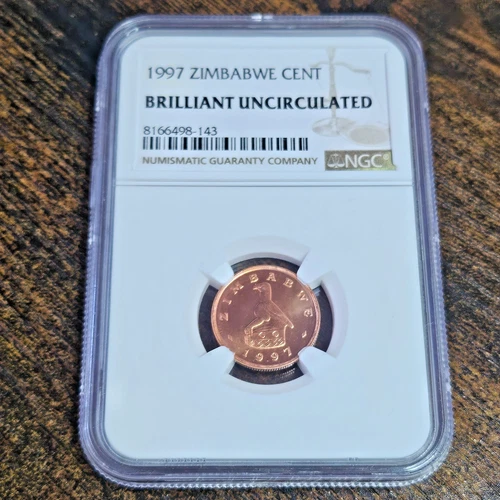 1997 ZIMBABWE CENT
BRILLIANT UNCIRCULATED
8166498-143
NUMISMATIC GUARANTY COMPANY
NGC
ZIMBABWE
1997